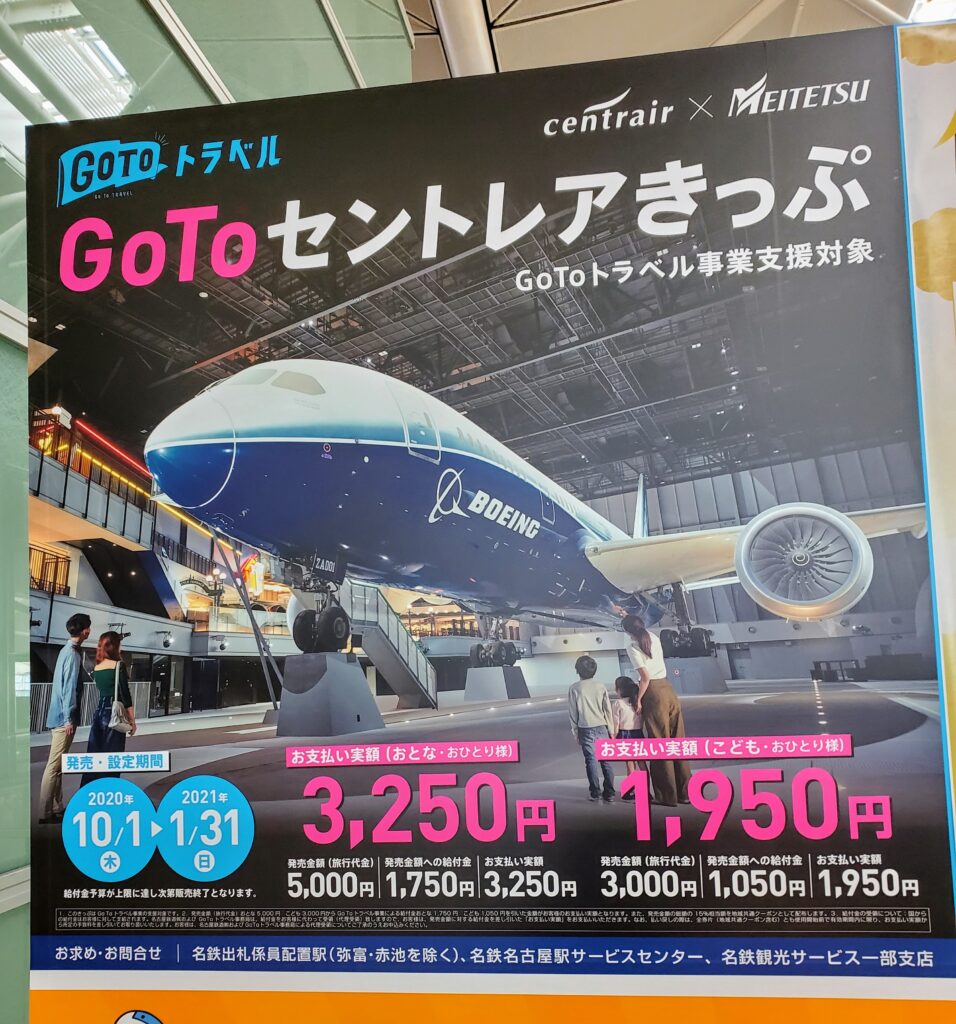 centrair × MEITETSU
GOTO トラベル
GO TO TRAVEL
GoToセントレアきっぷ
GoToトラベル事業支援対象
BOEING
ZA001
発売・設定期間
2020年 10/1 木 ▶ 2021年 1/31 日
給付金予算が上限に達し次第販売終了となります。
お支払い実額（おとな・おひとり様）
3,250円
発売金額（旅行代金） 発売金額への給付金 お支払い実額
5,000円 1,750円 3,250円
お支払い実額（こども・おひとり様）
1,950円
発売金額（旅行代金） 発売金額への給付金 お支払い実額
3,000円 1,050円 1,950円
お求め・お問合せ｜名鉄出札係員配置駅（弥富・赤池を除く）、名鉄名古屋駅サービスセンター、名鉄観光サービス一部支店